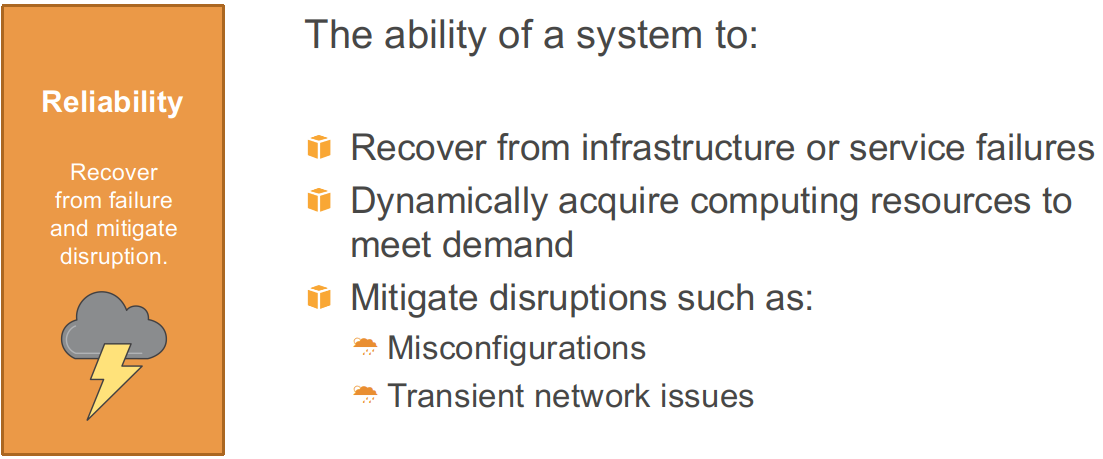 Reliability
Recover
from failure
and mitigate
disruption.
The ability of a system to:
Recover from infrastructure or service failures
Dynamically acquire computing resources to
meet demand
Mitigate disruptions such as:
Misconfigurations
Transient network issues